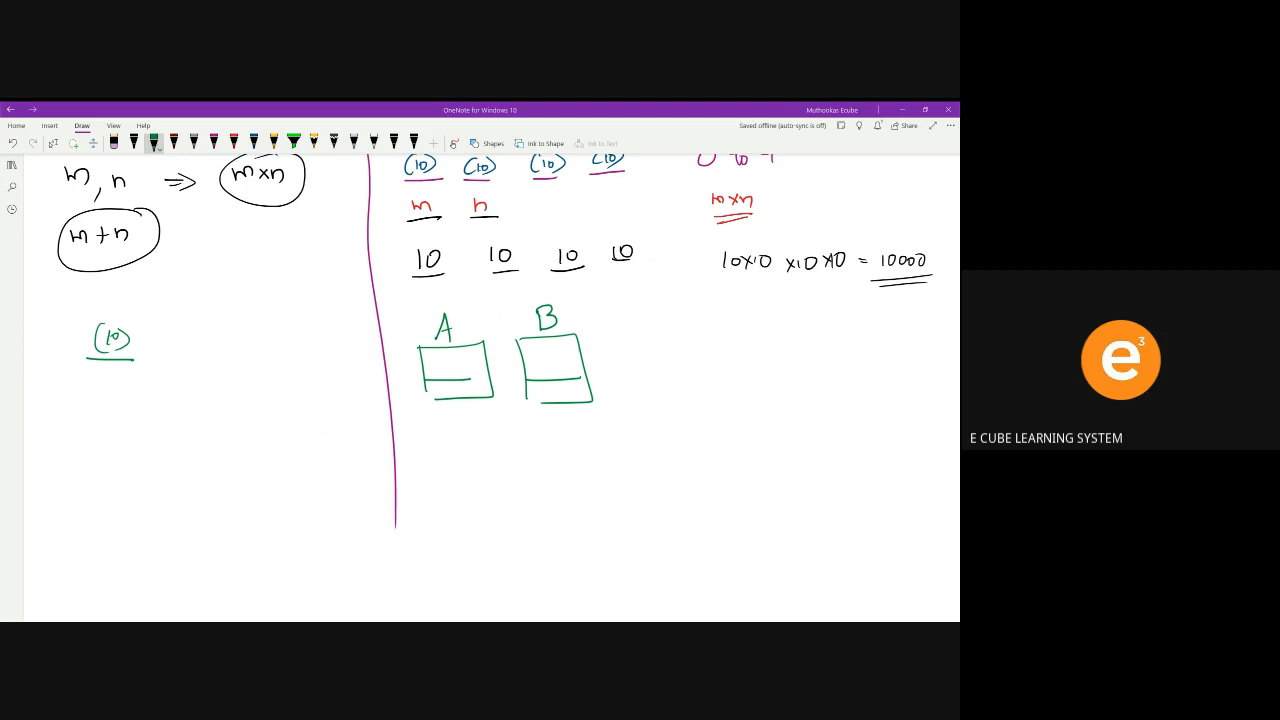 OneNote for Windows 10
Muthookas Ecube
Home Insert Draw View Help
Saved offline (auto-sync is off) Share
Shapes Ink to Shape Ink to Text
(10) (10) (10) (10)
m, n ⇒ m×n
m n m×n
m+n
10 10 10 10 10×10 ×10×10 = 10000
(10)
A B
e³
E CUBE LEARNING SYSTEM